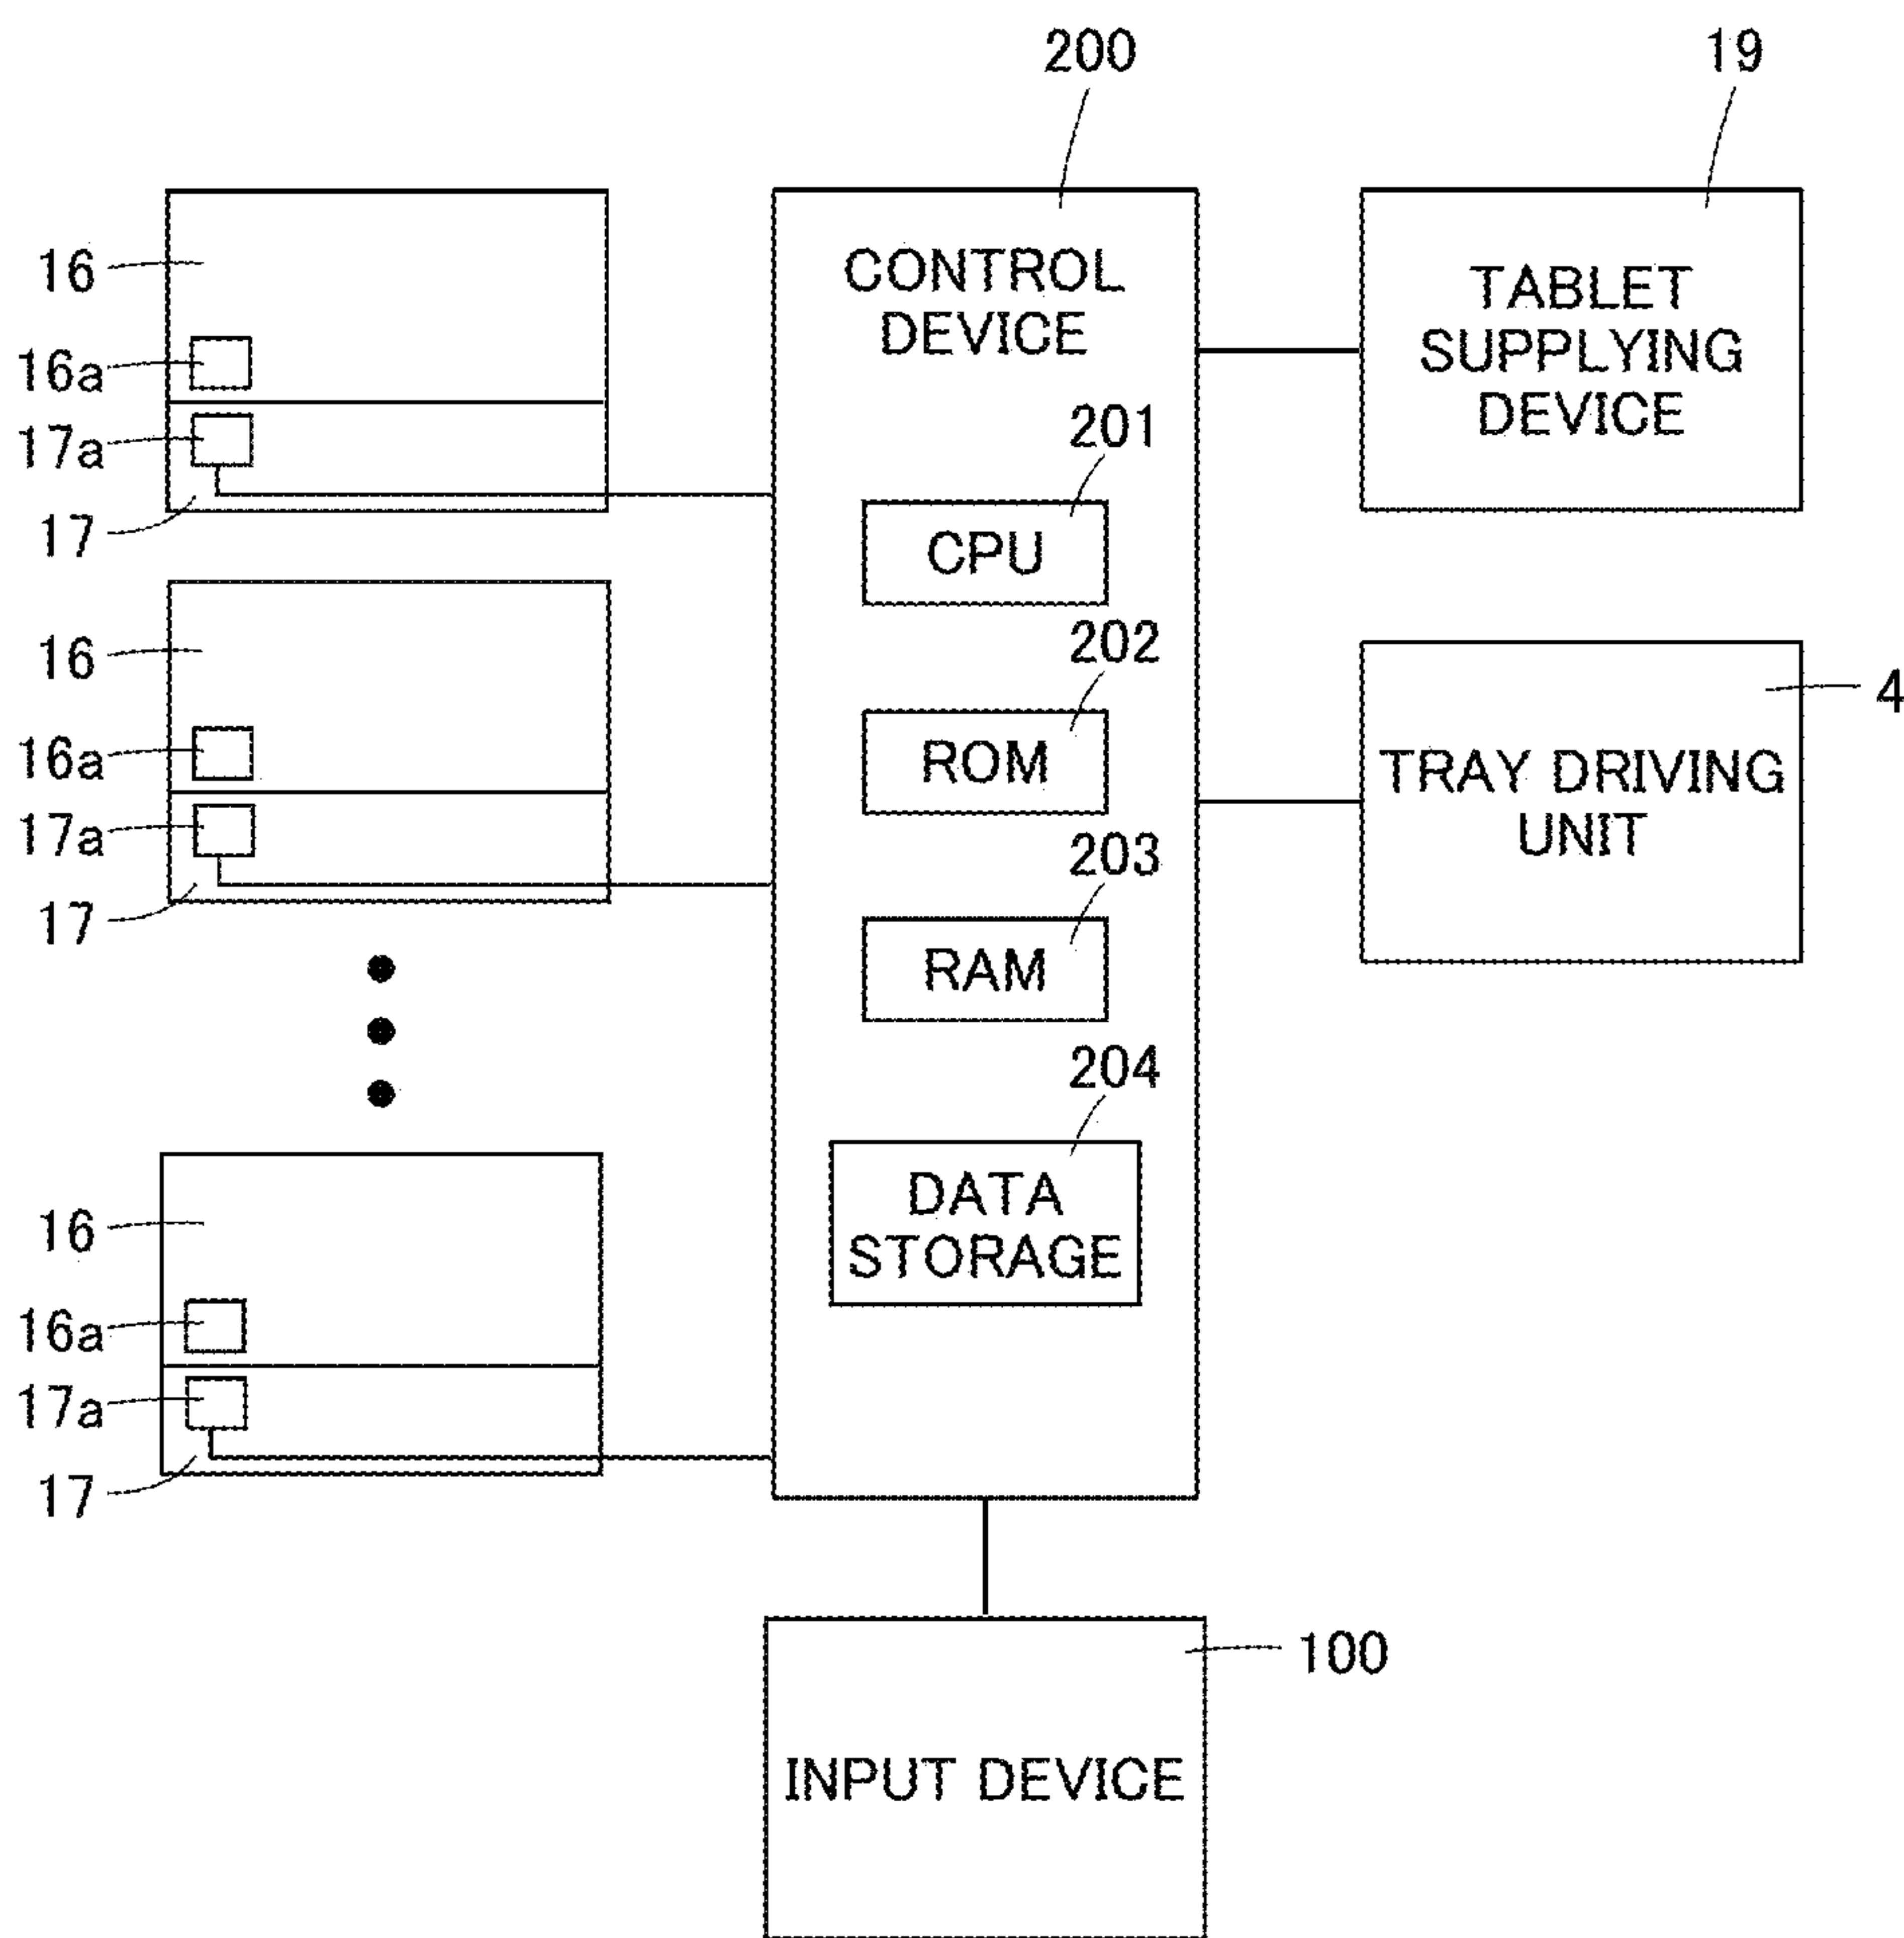 200
19
16
16a
17a
17
CONTROL
DEVICE
TABLET
SUPPLYING
DEVICE
201
CPU
16
16a
17a
17
202
ROM
4
TRAY DRIVING
UNIT
203
RAM
204
DATA
STORAGE
16
16a
17a
17
100
INPUT DEVICE